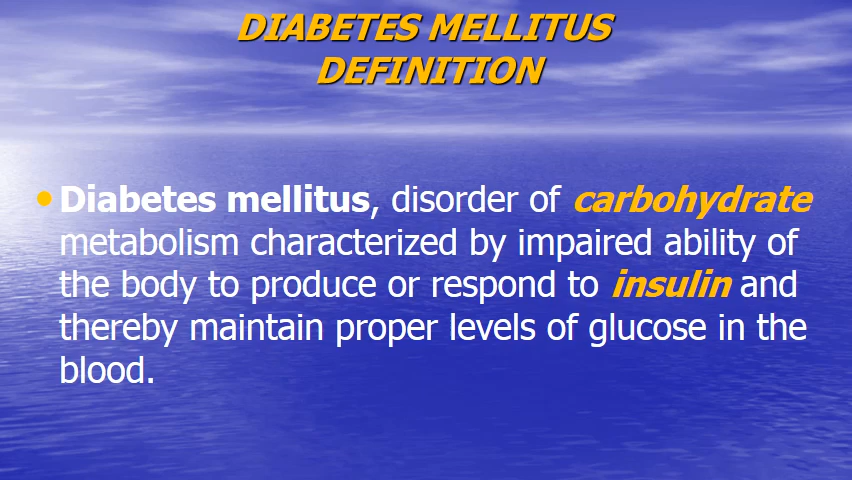 DIABETES MELLITUS
DEFINITION
• Diabetes mellitus, disorder of carbohydrate
metabolism characterized by impaired ability of
the body to produce or respond to insulin and
thereby maintain proper levels of glucose in the
blood.